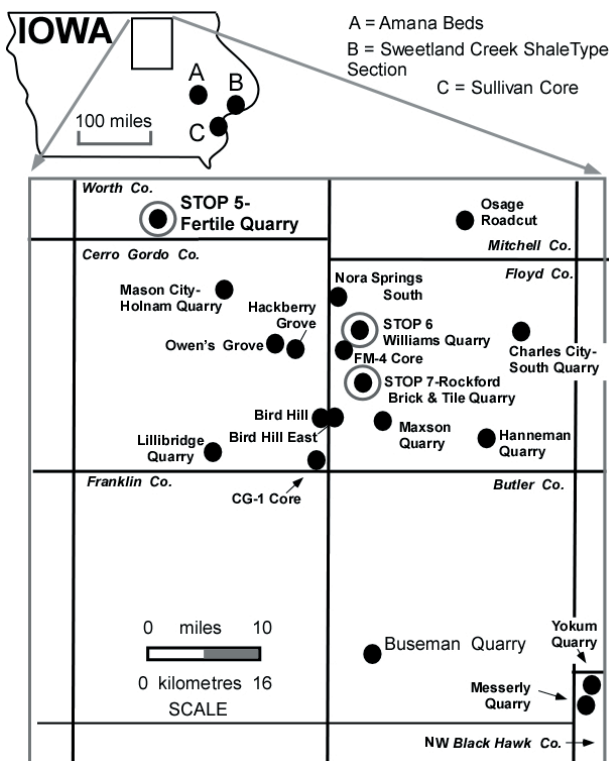 IOWA
A = Amana Beds
B = Sweetland Creek ShaleType
Section
C = Sullivan Core
A
B
C
100 miles
Worth Co.
STOP 5-
Fertile Quarry
Osage
Roadcut
Mitchell Co.
Cerro Gordo Co.
Floyd Co.
Mason City-
Holnam Quarry
Nora Springs
South
Hackberry
Grove
Owen's Grove
STOP 6
Williams Quarry
FM-4 Core
Charles City-
South Quarry
STOP 7-Rockford
Brick & Tile Quarry
Bird Hill
Bird Hill East
Maxson
Quarry
Hanneman
Quarry
Lillibridge
Quarry
Franklin Co.
CG-1 Core
Butler Co.
0 miles 10
0 kilometres 16
SCALE
Buseman Quarry
Yokum
Quarry
Messerly
Quarry
NW Black Hawk Co.